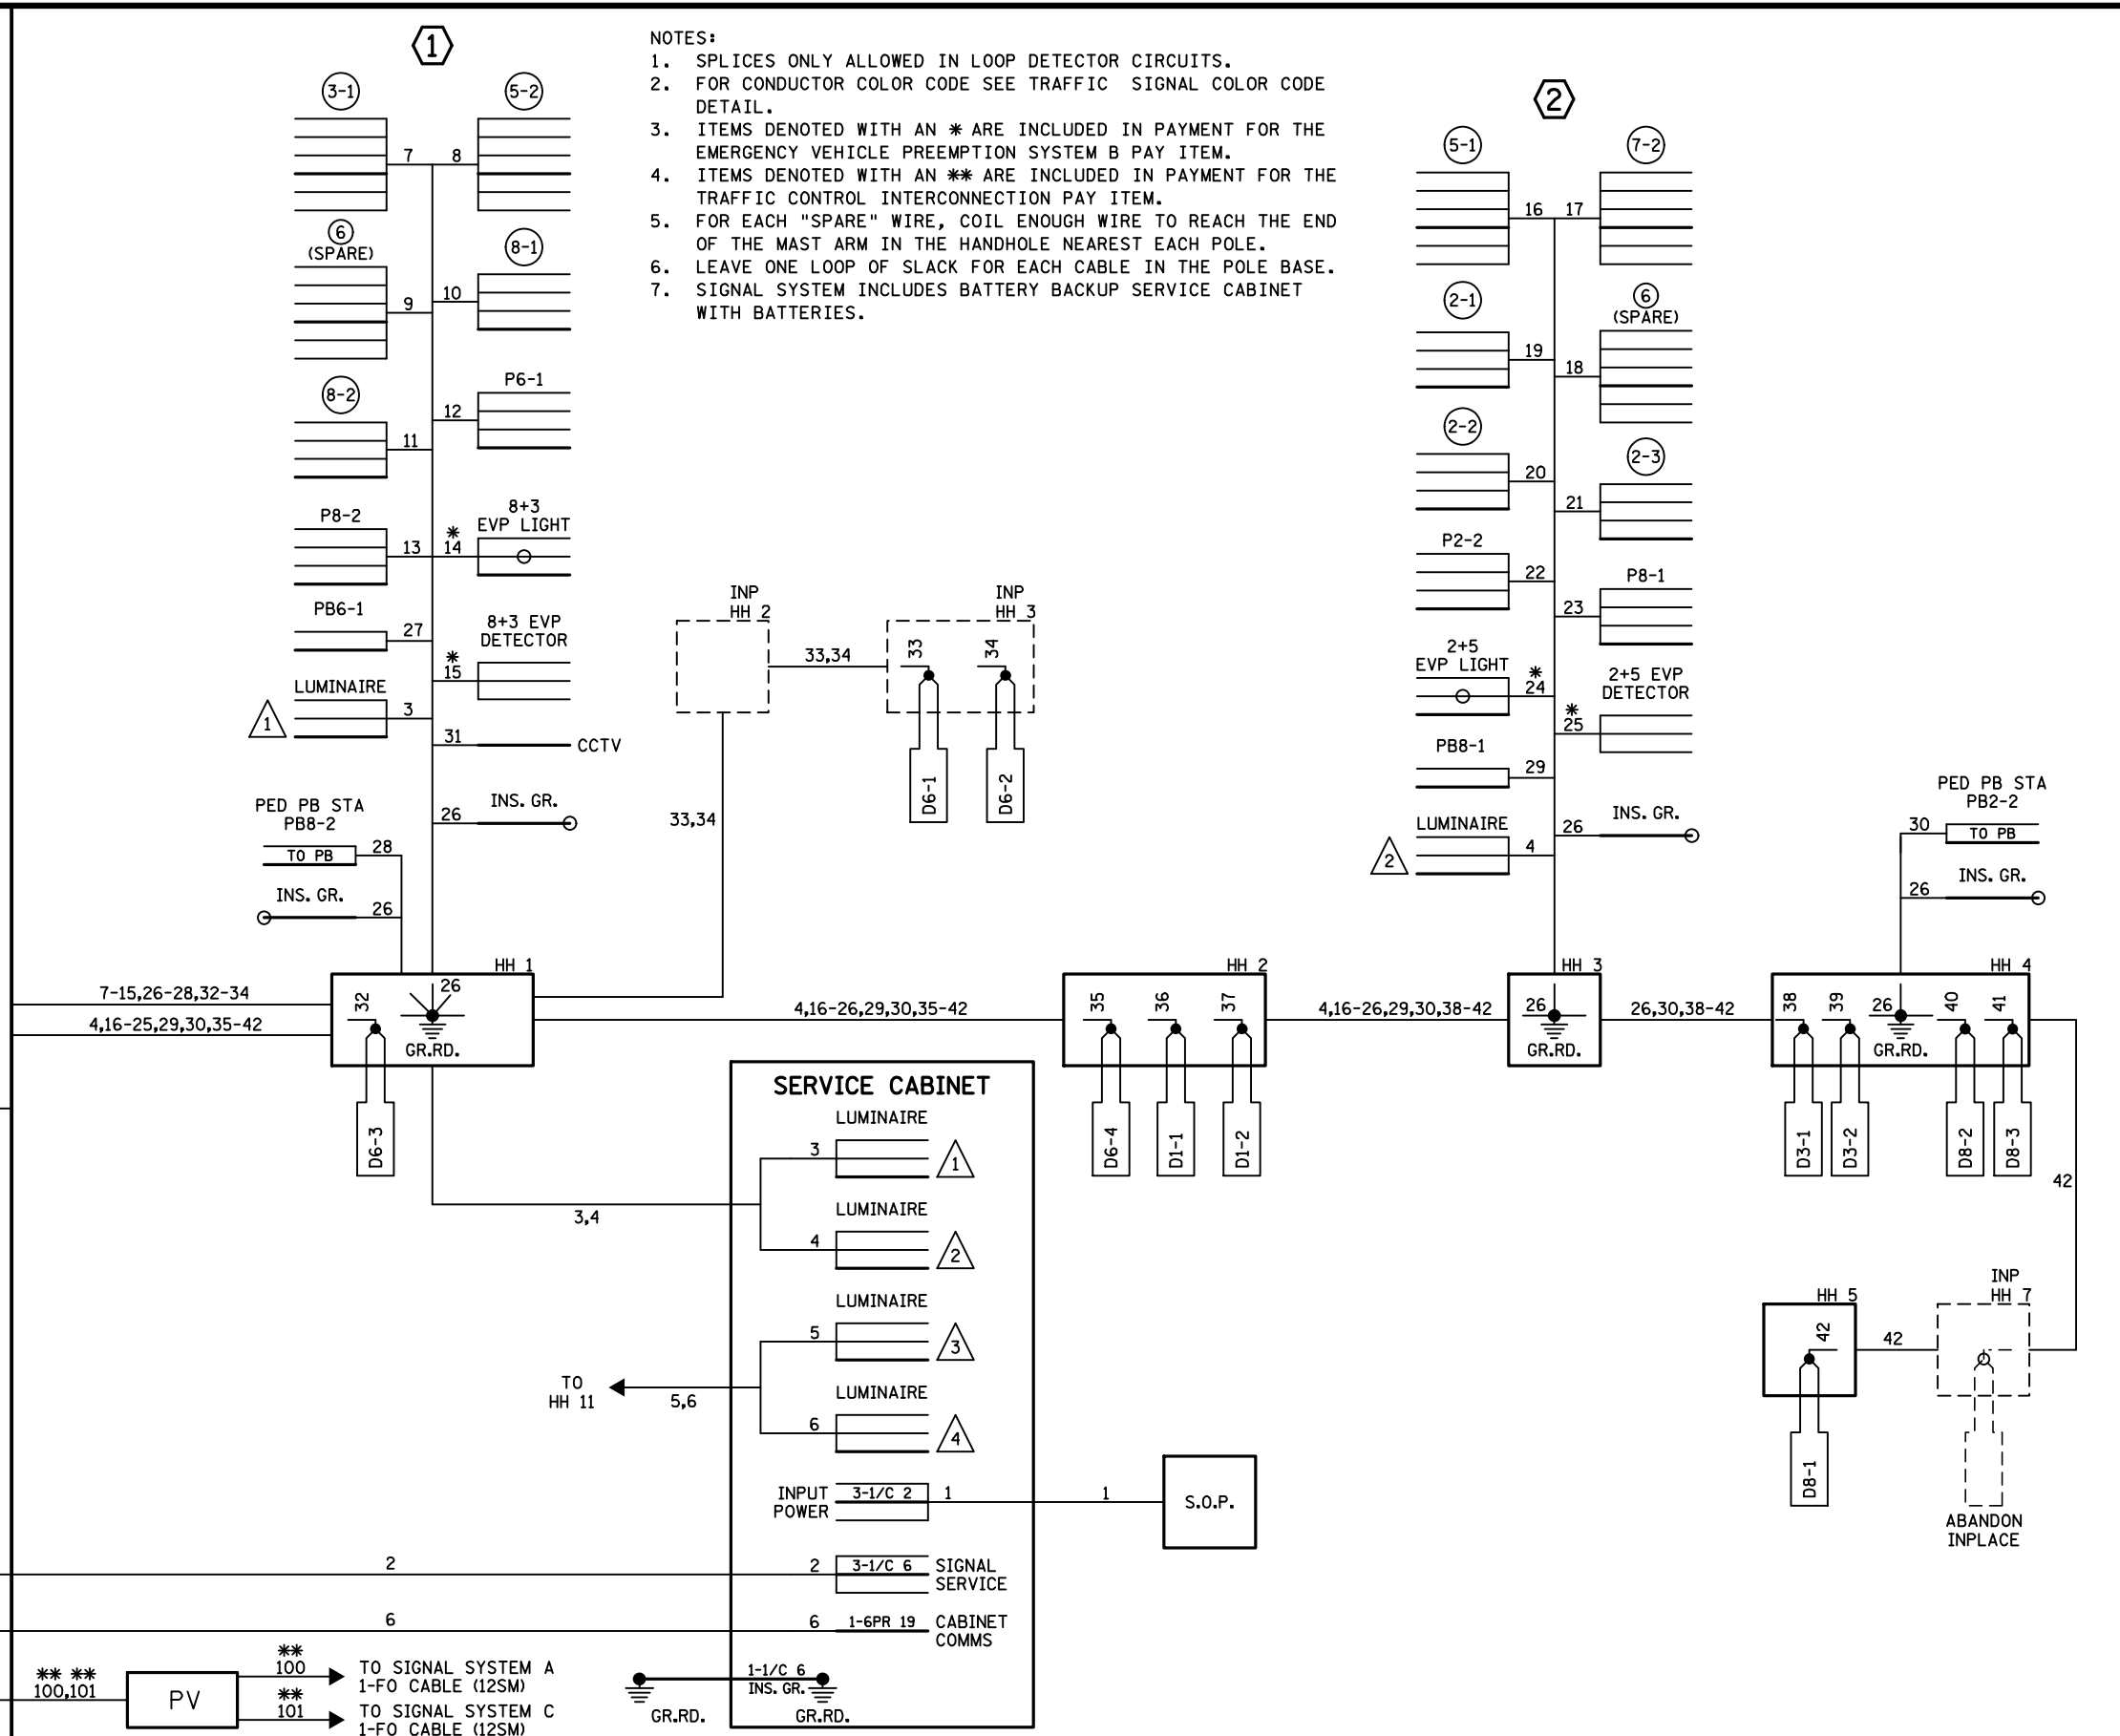 1
3-1
5-2
7
8
6
(SPARE)
8-1
9
10
8-2
P6-1
11
12
P8-2
8+3
EVP LIGHT
13
*
14
PB6-1
27
8+3 EVP
DETECTOR
*
15
LUMINAIRE
1
3
31
CCTV
PED PB STA
PB8-2
TO PB
28
26
INS. GR.
INS. GR.
26
NOTES:
1. SPLICES ONLY ALLOWED IN LOOP DETECTOR CIRCUITS.
2. FOR CONDUCTOR COLOR CODE SEE TRAFFIC SIGNAL COLOR CODE
DETAIL.
3. ITEMS DENOTED WITH AN * ARE INCLUDED IN PAYMENT FOR THE
EMERGENCY VEHICLE PREEMPTION SYSTEM B PAY ITEM.
4. ITEMS DENOTED WITH AN ** ARE INCLUDED IN PAYMENT FOR THE
TRAFFIC CONTROL INTERCONNECTION PAY ITEM.
5. FOR EACH "SPARE" WIRE, COIL ENOUGH WIRE TO REACH THE END
OF THE MAST ARM IN THE HANDHOLE NEAREST EACH POLE.
6. LEAVE ONE LOOP OF SLACK FOR EACH CABLE IN THE POLE BASE.
7. SIGNAL SYSTEM INCLUDES BATTERY BACKUP SERVICE CABINET
WITH BATTERIES.
INP
HH 2
33,34
INP
HH 3
33
34
D6-1
D6-2
33,34
2
5-1
7-2
16
17
2-1
6
(SPARE)
19
18
2-2
2-3
20
21
P2-2
P8-1
22
23
2+5
EVP LIGHT
*
24
2+5 EVP
DETECTOR
*
25
PB8-1
29
LUMINAIRE
2
4
26
INS. GR.
PED PB STA
PB2-2
30
TO PB
26
INS. GR.
7-15,26-28,32-34
4,16-25,29,30,35-42
HH 1
32
26
GR.RD.
D6-3
4,16-26,29,30,35-42
HH 2
35
36
37
D6-4
D1-1
D1-2
4,16-26,29,30,38-42
HH 3
26
GR.RD.
26,30,38-42
HH 4
38
39
26
GR.RD.
40
41
D3-1
D3-2
D8-2
D8-3
42
3,4
SERVICE CABINET
LUMINAIRE
3
1
LUMINAIRE
4
2
LUMINAIRE
5
3
LUMINAIRE
6
4
TO
HH 11
5,6
INPUT
POWER
3-1/C 2
1
1
S.O.P.
2
2
3-1/C 6
SIGNAL
SERVICE
6
6
1-6PR 19
CABINET
COMMS
1-1/C 6
INS. GR.
GR.RD.
GR.RD.
HH 5
42
D8-1
42
INP
HH 7
ABANDON
INPLACE
** **
100,101
PV
**
100
TO SIGNAL SYSTEM A
1-FO CABLE (12SM)
**
101
TO SIGNAL SYSTEM C
1-FO CABLE (12SM)